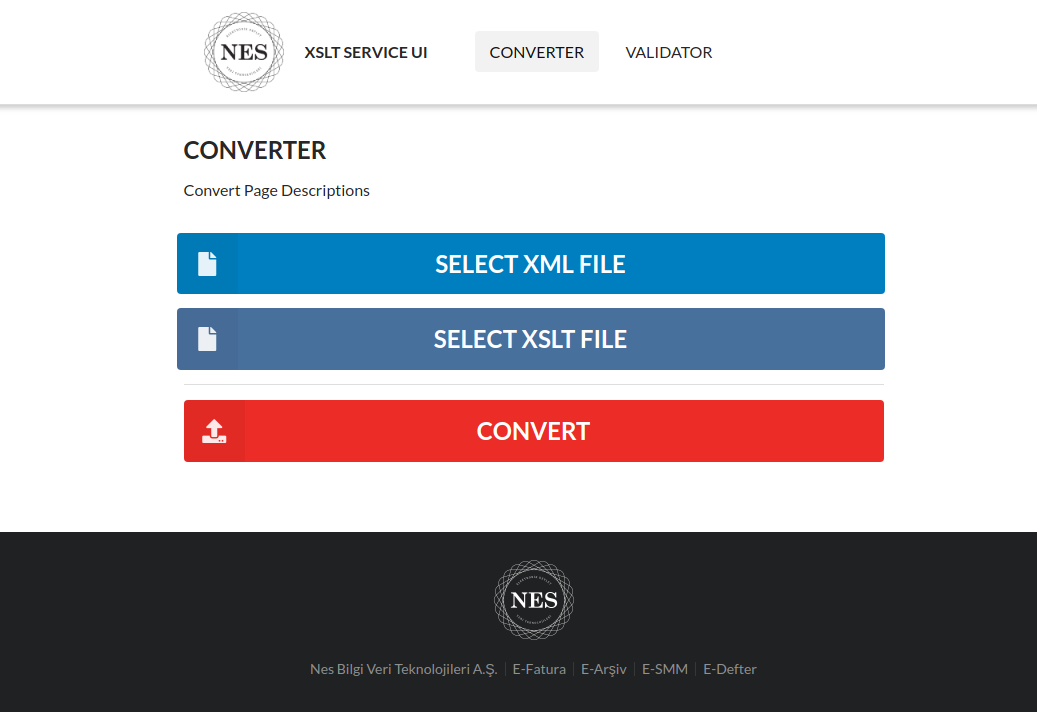 NES
XSLT SERVICE UI
CONVERTER
VALIDATOR
CONVERTER
Convert Page Descriptions
SELECT XML FILE
SELECT XSLT FILE
CONVERT
NES
Nes Bilgi Veri Teknolojileri A.Ş. E-Fatura E-Arşiv E-SMM E-Defter